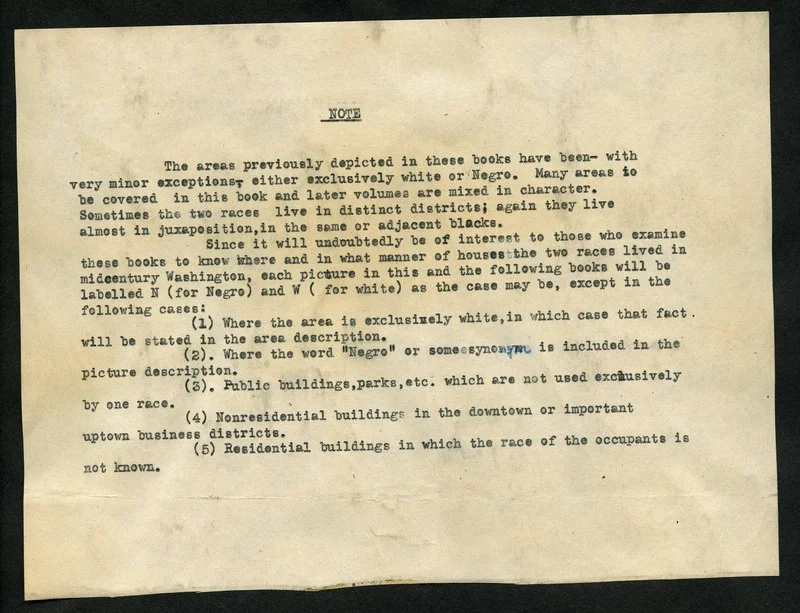 NOTE
The areas previously depicted in these books have been- with
very minor exceptions, either exclusively white or Negro. Many areas to
be covered in this book and later volumes are mixed in character.
Sometimes the two races live in distinct districts; again they live
almost in juxaposition,in the same or adjacent blacks.
Since it will undoubtedly be of interest to those who examine
these books to know where and in what manner of houses the two races lived in
midcentury Washington, each picture in this and the following books will be
labelled N (for Negro) and W ( for white) as the case may be, except in the
following cases:
(1) Where the area is exclusively white,in which case that fact.
will be stated in the area description.
(2). Where the word "Negro" or some synonym is included in the
picture description.
(3). Public buildings,parks,etc. which are not used exclusively
by one race.
(4) Nonresidential buildings in the downtown or important
uptown business districts.
(5) Residential buildings in which the race of the occupants is
not known.